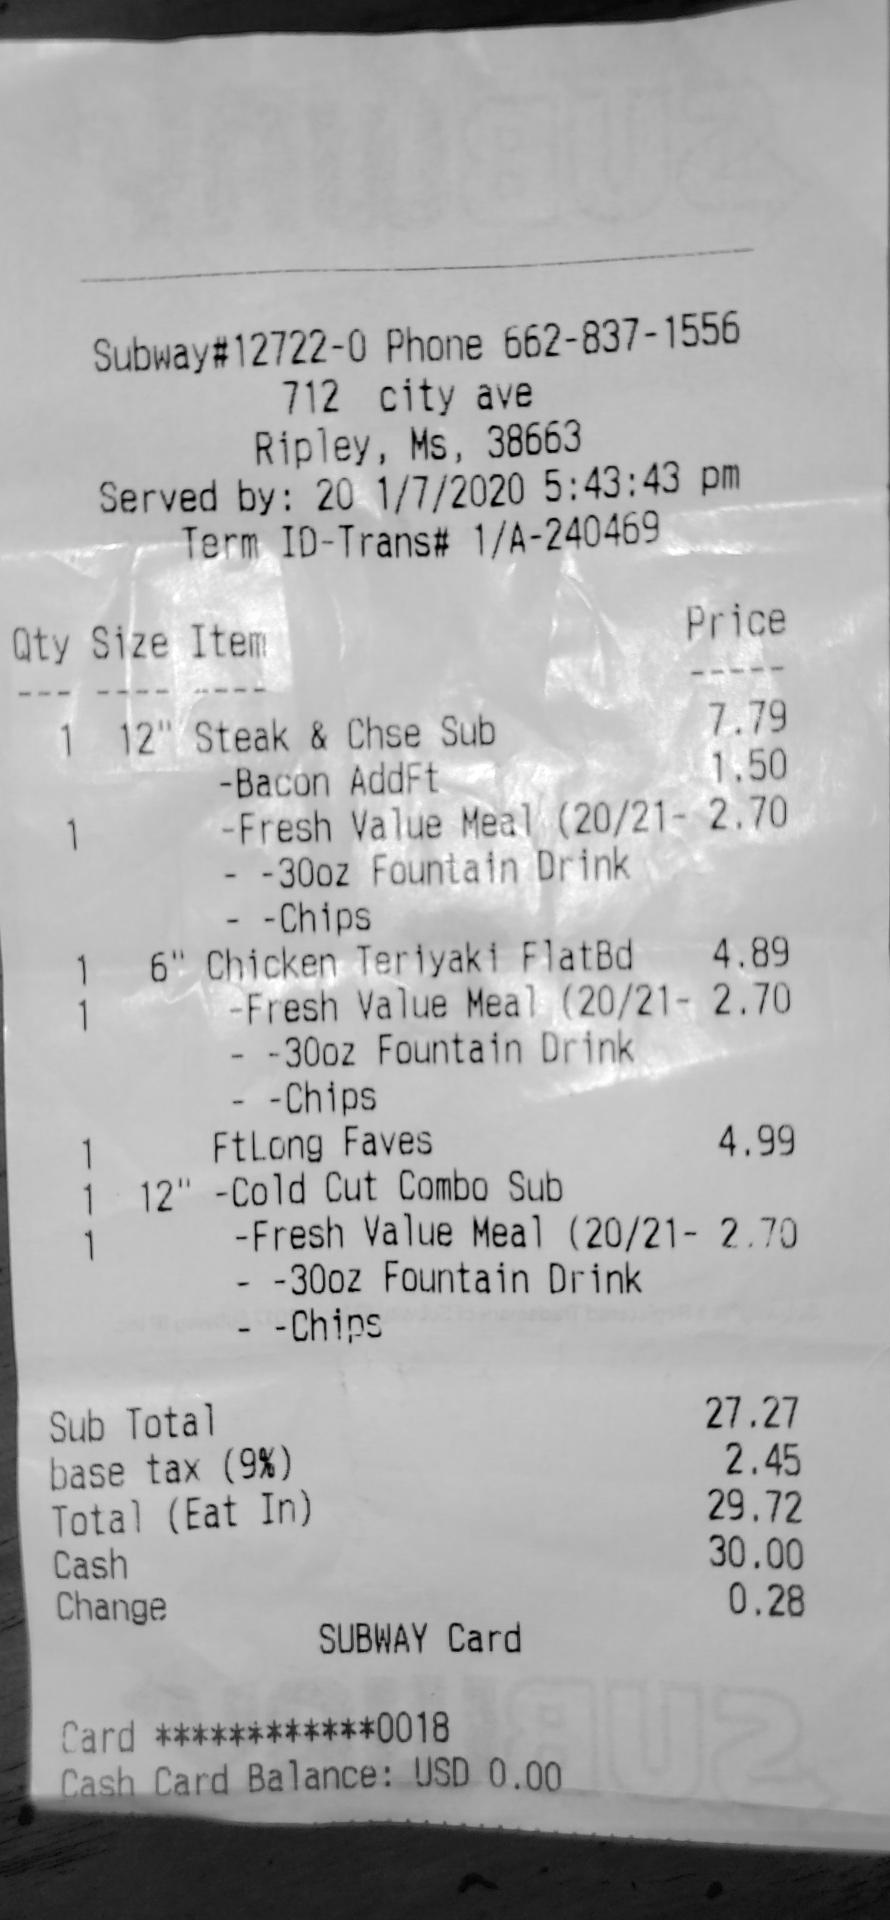 Subway#12722-0 Phone 662-837-1556
712 city ave
Ripley, Ms, 38663
Served by: 20 1/7/2020 5:43:43 pm
Term ID-Trans# 1/A-240469
Qty Size Item Price
--- ---- ---- -----
1 12" Steak & Chse Sub 7.79
-Bacon AddFt 1.50
1 -Fresh Value Meal (20/21- 2.70
- -30oz Fountain Drink
- -Chips
1 6" Chicken Teriyaki FlatBd 4.89
1 -Fresh Value Meal (20/21- 2.70
- -30oz Fountain Drink
- -Chips
1 FtLong Faves 4.99
1 12" -Cold Cut Combo Sub
1 -Fresh Value Meal (20/21- 2.70
- -30oz Fountain Drink
- -Chips
Sub Total 27.27
base tax (9%) 2.45
Total (Eat In) 29.72
Cash 30.00
Change 0.28
SUBWAY Card
Card ************0018
Cash Card Balance: USD 0.00